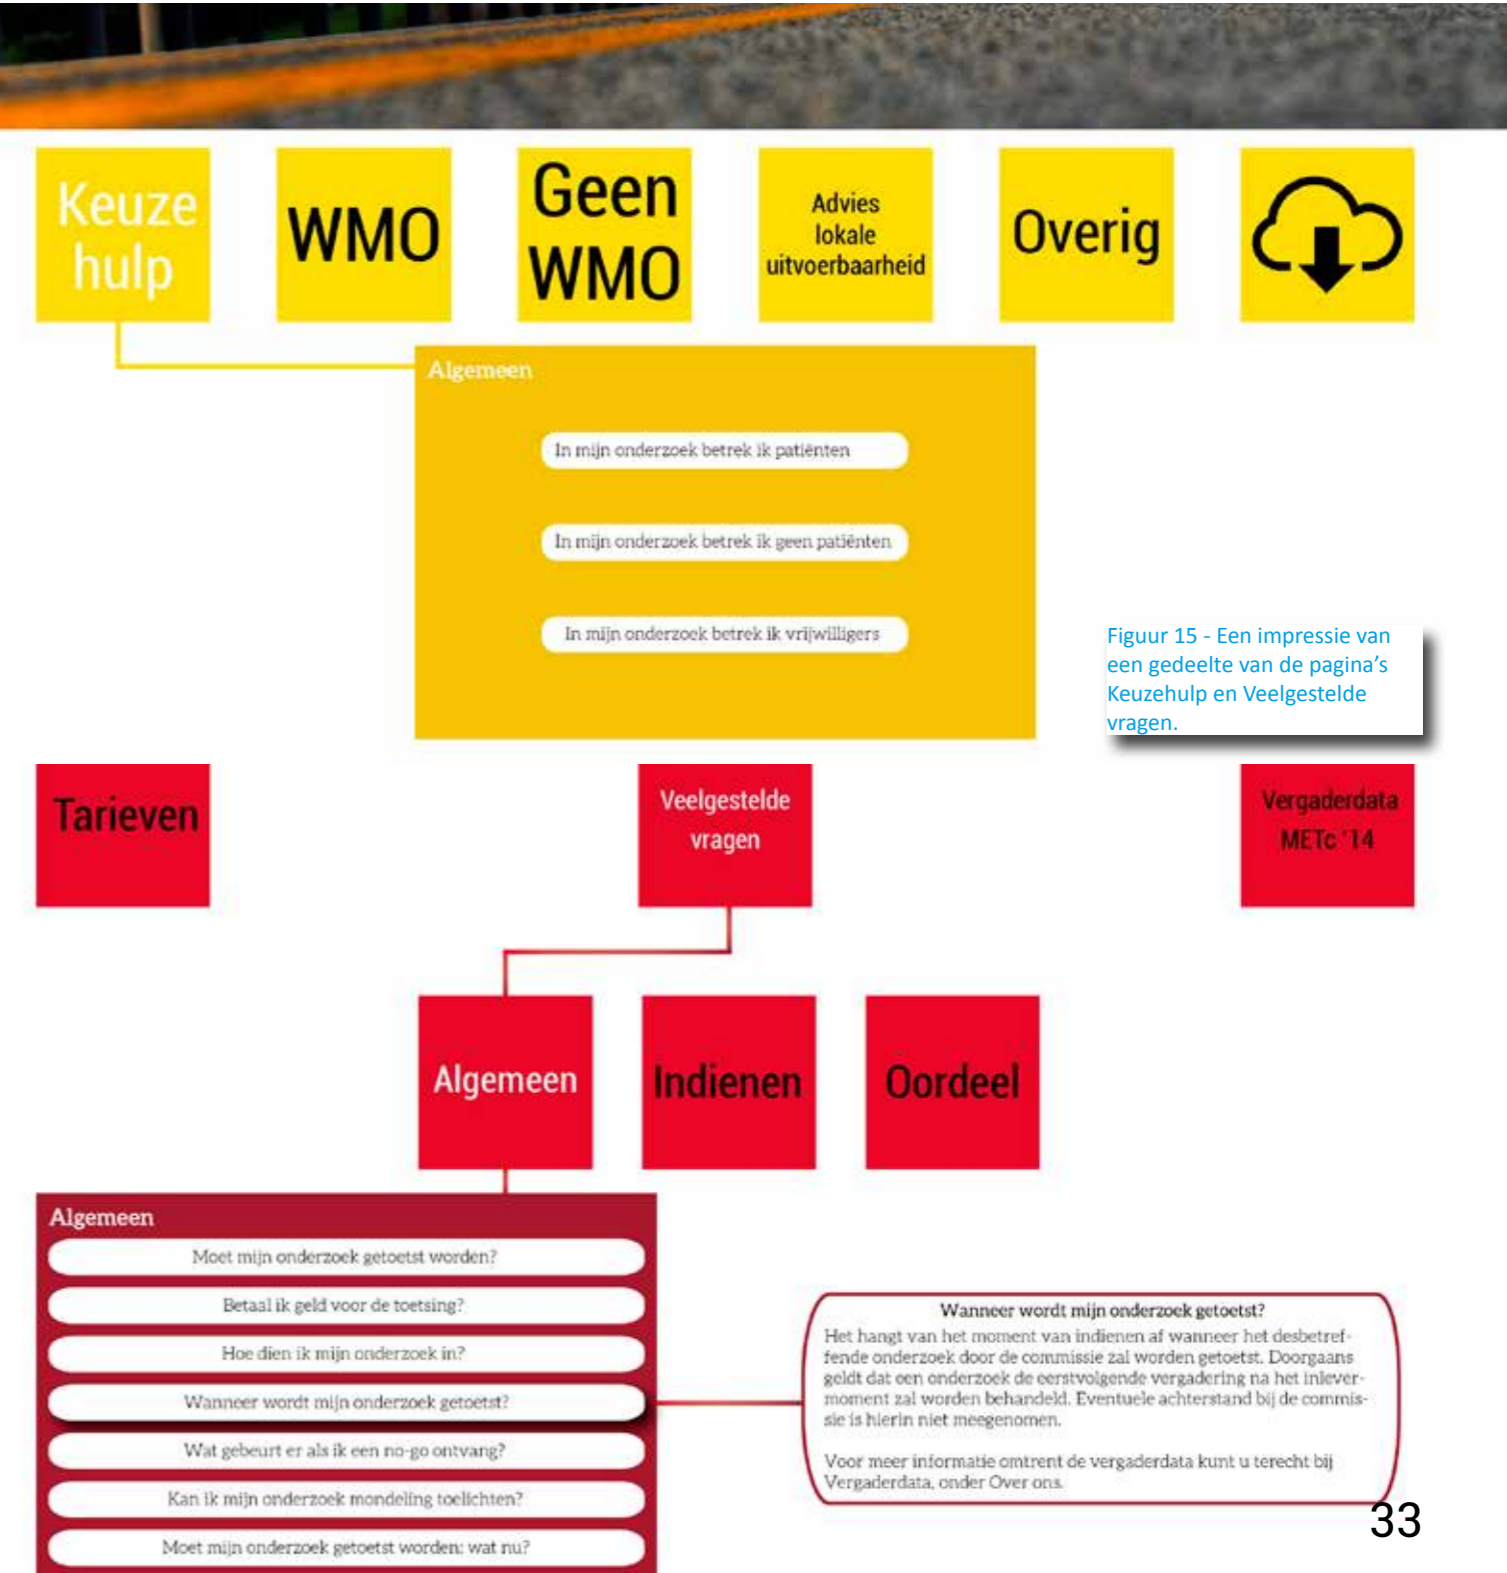 Keuze
hulp
WMO
Geen
WMO
Advies
lokale
uitvoerbaarheid
Overig
Algemeen
In mijn onderzoek betrek ik patiënten
In mijn onderzoek betrek ik geen patiënten
In mijn onderzoek betrek ik vrijwilligers
Figuur 15 - Een impressie van
een gedeelte van de pagina’s
Keuzehulp en Veelgestelde
vragen.
Tarieven
Veelgestelde
vragen
Vergaderdata
METc '14
Algemeen
Indienen
Oordeel
Algemeen
Moet mijn onderzoek getoetst worden?
Betaal ik geld voor de toetsing?
Hoe dien ik mijn onderzoek in?
Wanneer wordt mijn onderzoek getoetst?
Wat gebeurt er als ik een no-go ontvang?
Kan ik mijn onderzoek mondeling toelichten?
Moet mijn onderzoek getoetst worden: wat nu?
Wanneer wordt mijn onderzoek getoetst?
Het hangt van het moment van indienen af wanneer het desbetref-
fende onderzoek door de commissie zal worden getoetst. Doorgaans
geldt dat een onderzoek de eerstvolgende vergadering na het inlever-
moment zal worden behandeld. Eventuele achterstand bij de commis-
sie is hierin niet meegenomen.
Voor meer informatie omtrent de vergaderdata kunt u terecht bij
Vergaderdata, onder Over ons.
33